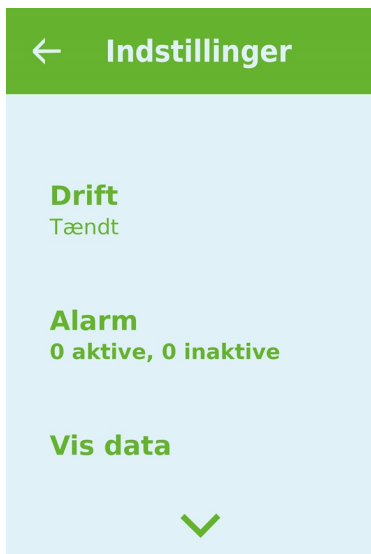 Indstillinger
Drift
Tændt
Alarm
0 aktive, 0 inaktive
Vis data